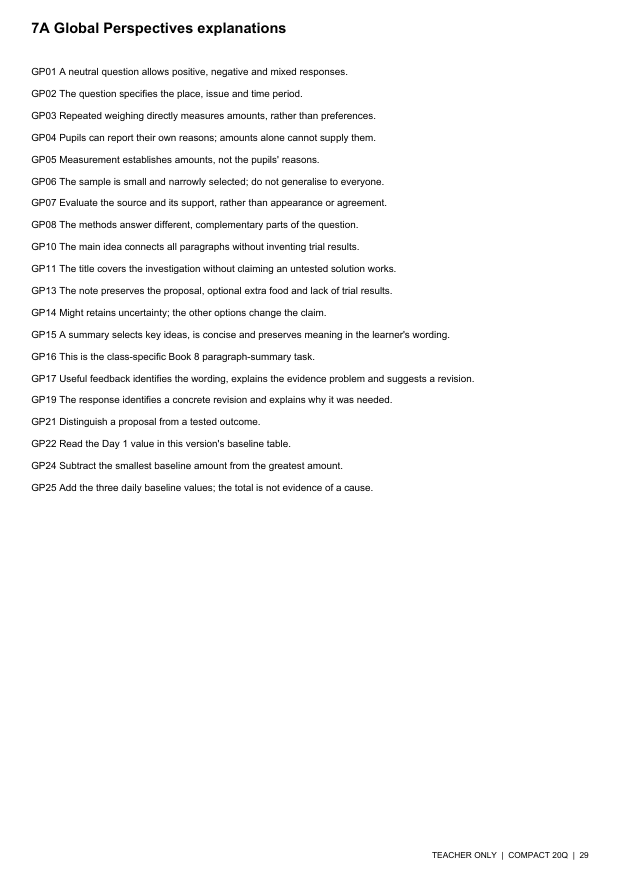 7A Global Perspectives explanations
GP01 A neutral question allows positive, negative and mixed responses.
GP02 The question specifies the place, issue and time period.
GP03 Repeated weighing directly measures amounts, rather than preferences.
GP04 Pupils can report their own reasons; amounts alone cannot supply them.
GP05 Measurement establishes amounts, not the pupils' reasons.
GP06 The sample is small and narrowly selected; do not generalise to everyone.
GP07 Evaluate the source and its support, rather than appearance or agreement.
GP08 The methods answer different, complementary parts of the question.
GP10 The main idea connects all paragraphs without inventing trial results.
GP11 The title covers the investigation without claiming an untested solution works.
GP13 The note preserves the proposal, optional extra food and lack of trial results.
GP14 Might retains uncertainty; the other options change the claim.
GP15 A summary selects key ideas, is concise and preserves meaning in the learner's wording.
GP16 This is the class-specific Book 8 paragraph-summary task.
GP17 Useful feedback identifies the wording, explains the evidence problem and suggests a revision.
GP19 The response identifies a concrete revision and explains why it was needed.
GP21 Distinguish a proposal from a tested outcome.
GP22 Read the Day 1 value in this version's baseline table.
GP24 Subtract the smallest baseline amount from the greatest amount.
GP25 Add the three daily baseline values; the total is not evidence of a cause.
TEACHER ONLY | COMPACT 20Q | 29